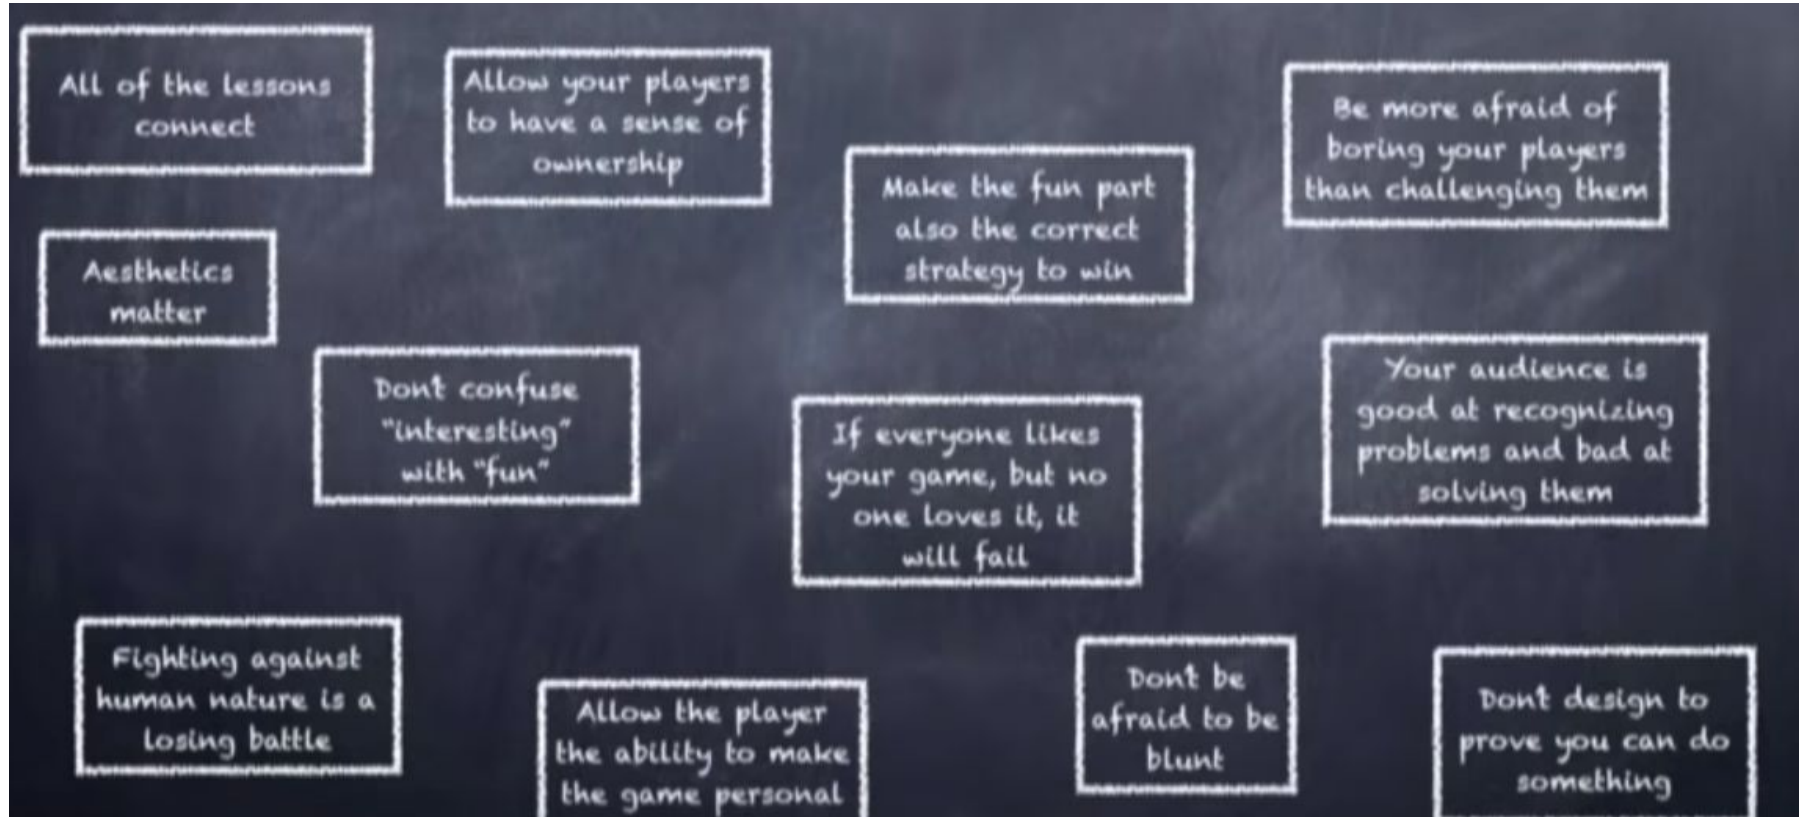 All of the lessons
connect
Allow your players
to have a sense of
ownership
Make the fun part
also the correct
strategy to win
Be more afraid of
boring your players
than challenging them
Aesthetics
matter
Don't confuse
"interesting"
with "fun"
If everyone likes
your game, but no
one loves it, it
will fail
Your audience is
good at recognizing
problems and bad at
solving them
Fighting against
human nature is a
losing battle
Allow the player
the ability to make
the game personal
Don't be
afraid to be
blunt
Don't design to
prove you can do
something